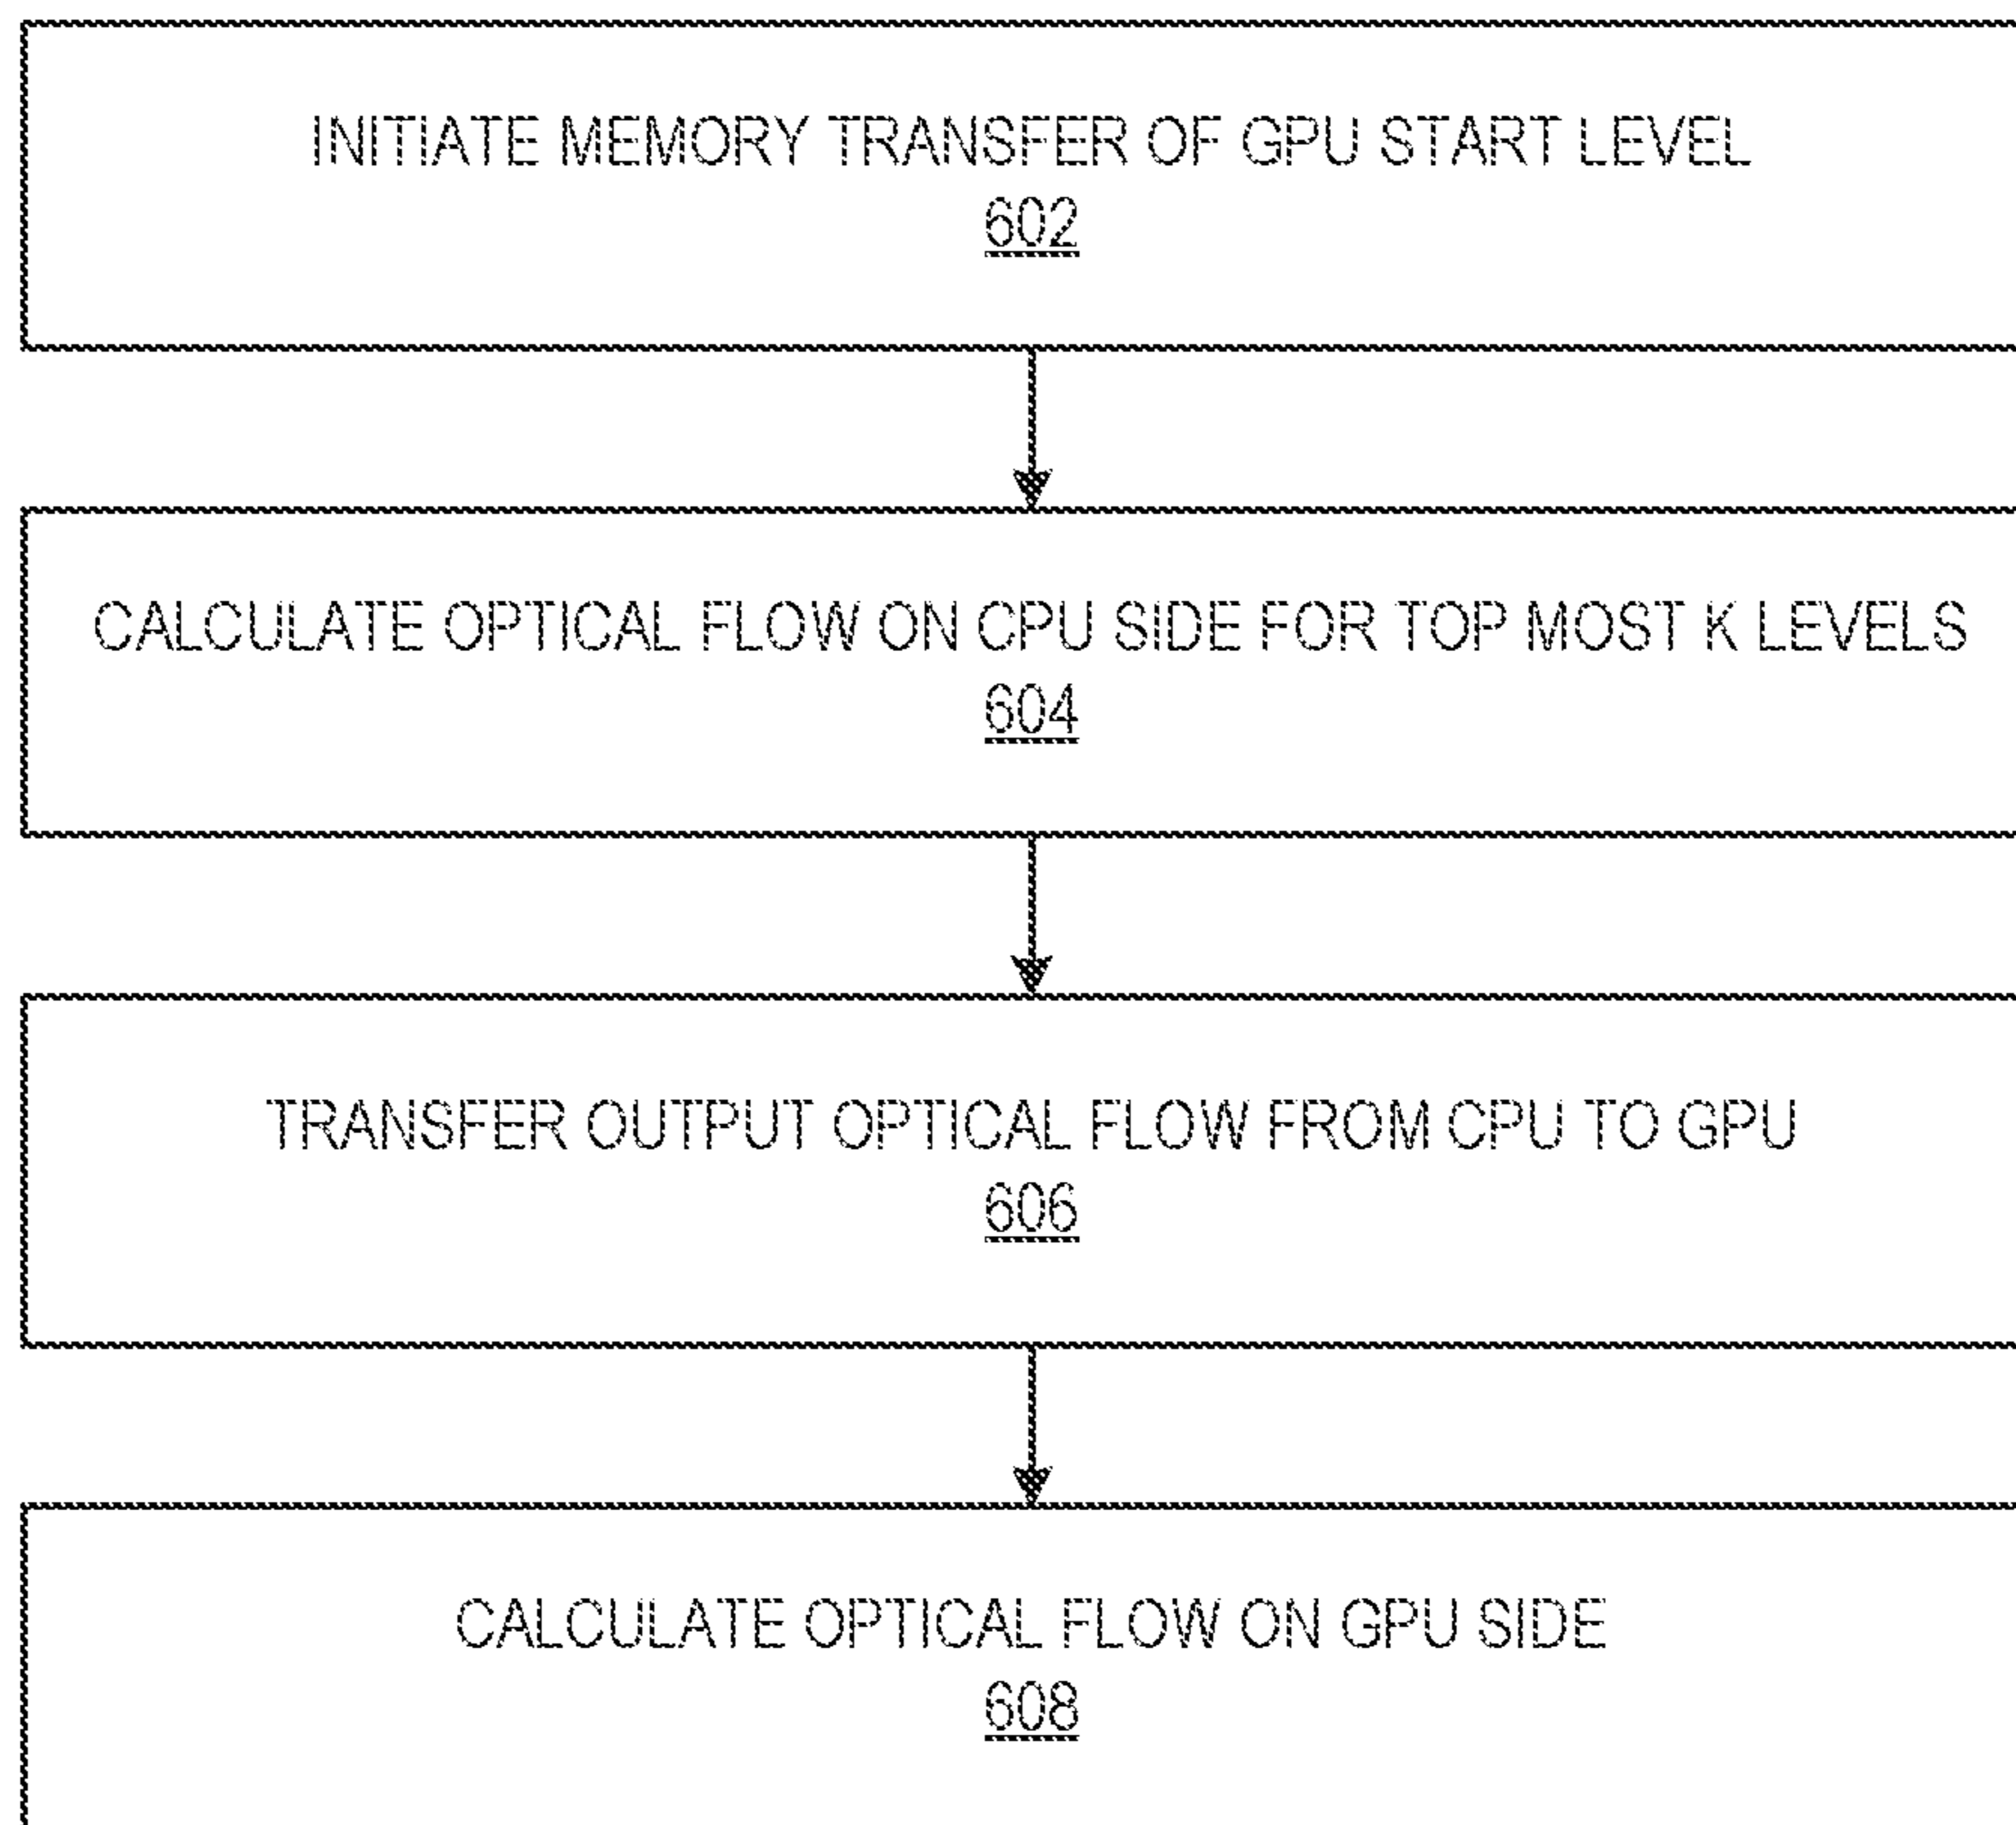 INITIATE MEMORY TRANSFER OF GPU START LEVEL
602
CALCULATE OPTICAL FLOW ON CPU SIDE FOR TOP MOST K LEVELS
604
TRANSFER OUTPUT OPTICAL FLOW FROM CPU TO GPU
606
CALCULATE OPTICAL FLOW ON GPU SIDE
608